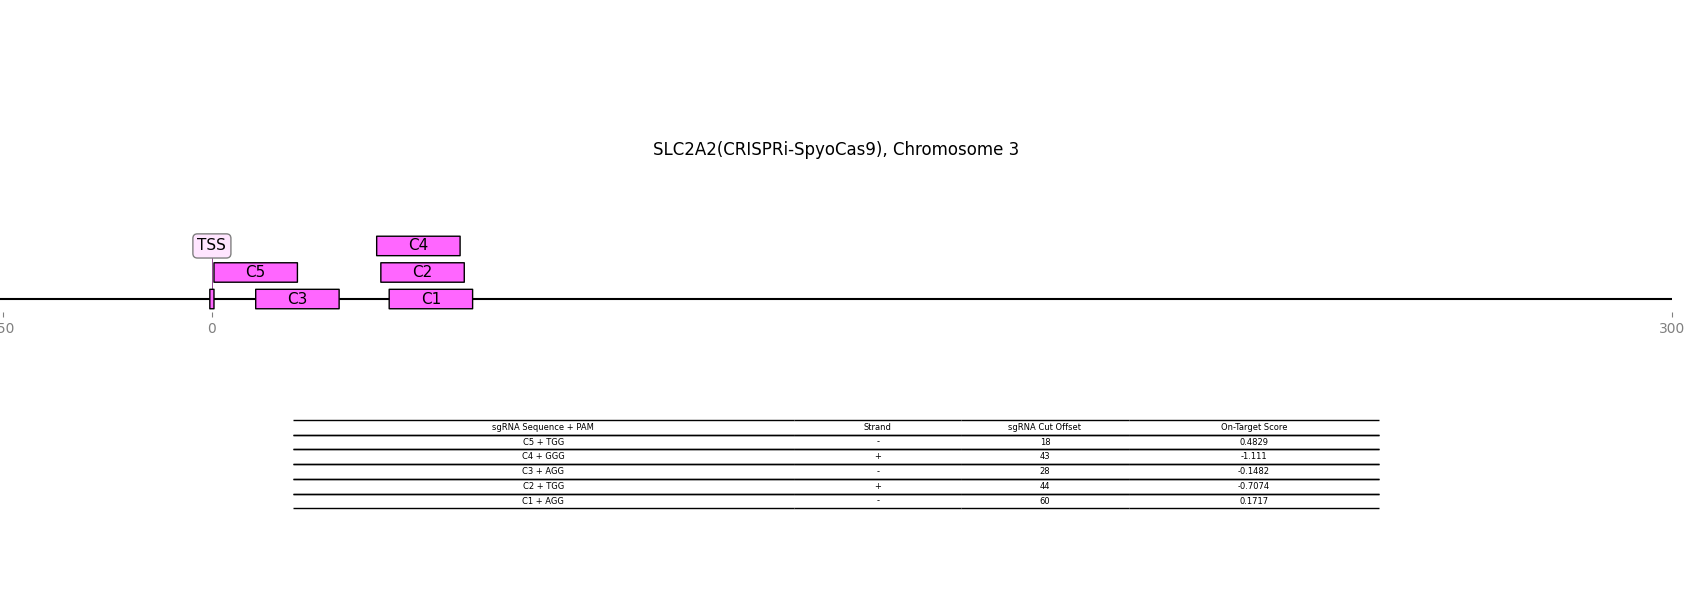 SLC2A2(CRISPRi-SpyoCas9), Chromosome 3
TSS C4
C5 C2
C3 C1
50 0 300
sgRNA Sequence + PAM Strand sgRNA Cut Offset On-Target Score
C5 + TGG - 18 0.4829
C4 + GGG + 43 -1.111
C3 + AGG - 28 -0.1482
C2 + TGG + 44 -0.7074
C1 + AGG - 60 0.1717